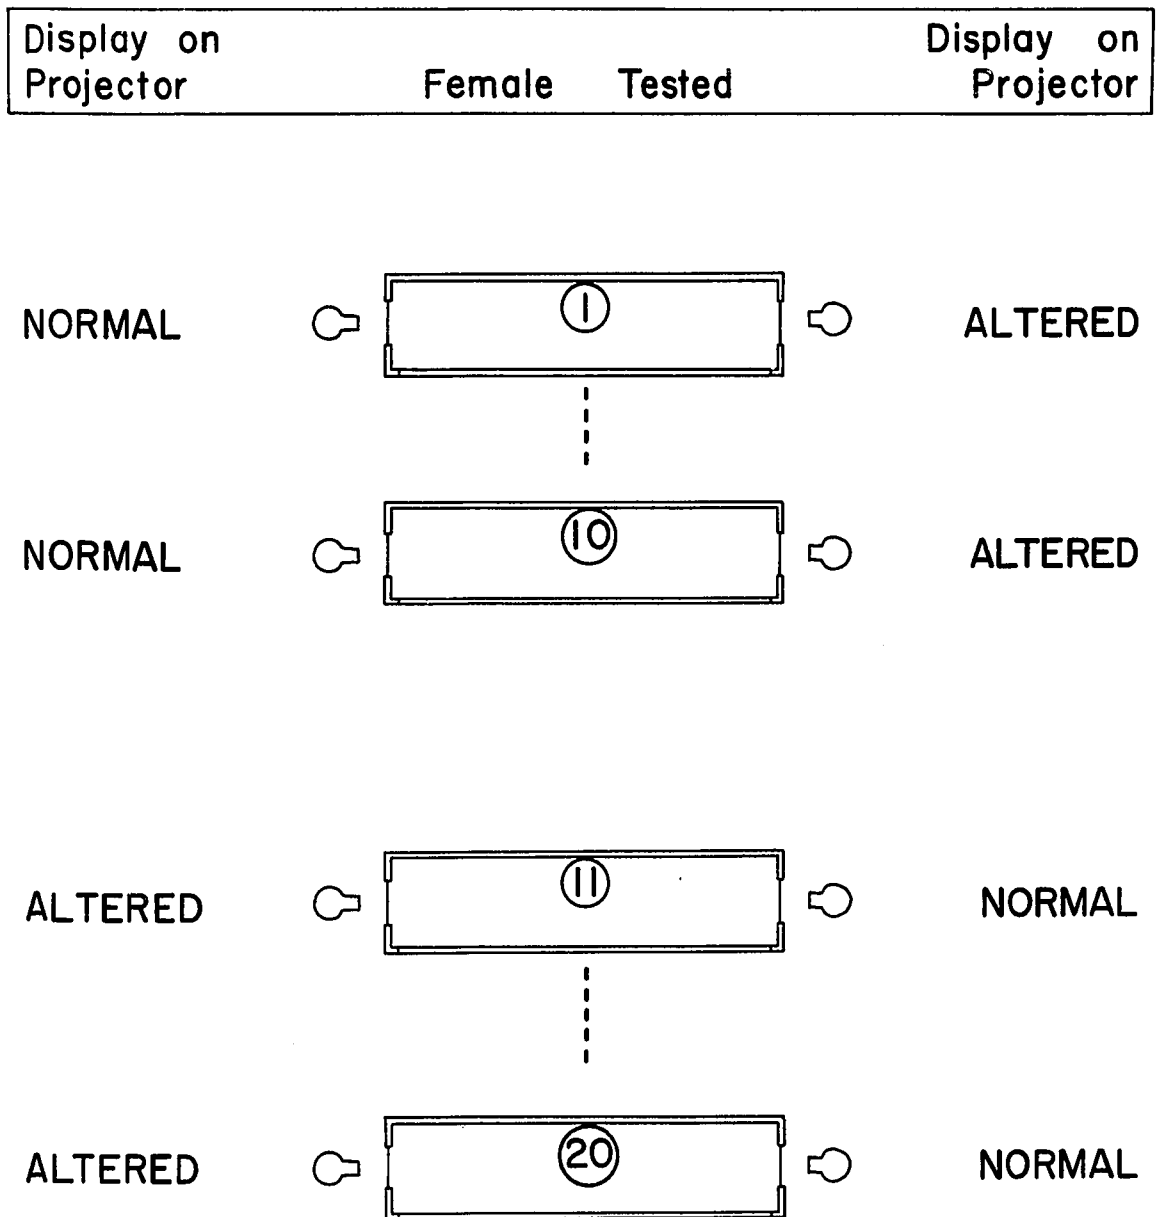 Display on Display on
Projector Female Tested Projector
NORMAL 1 ALTERED
NORMAL 10 ALTERED
ALTERED 11 NORMAL
ALTERED 20 NORMAL